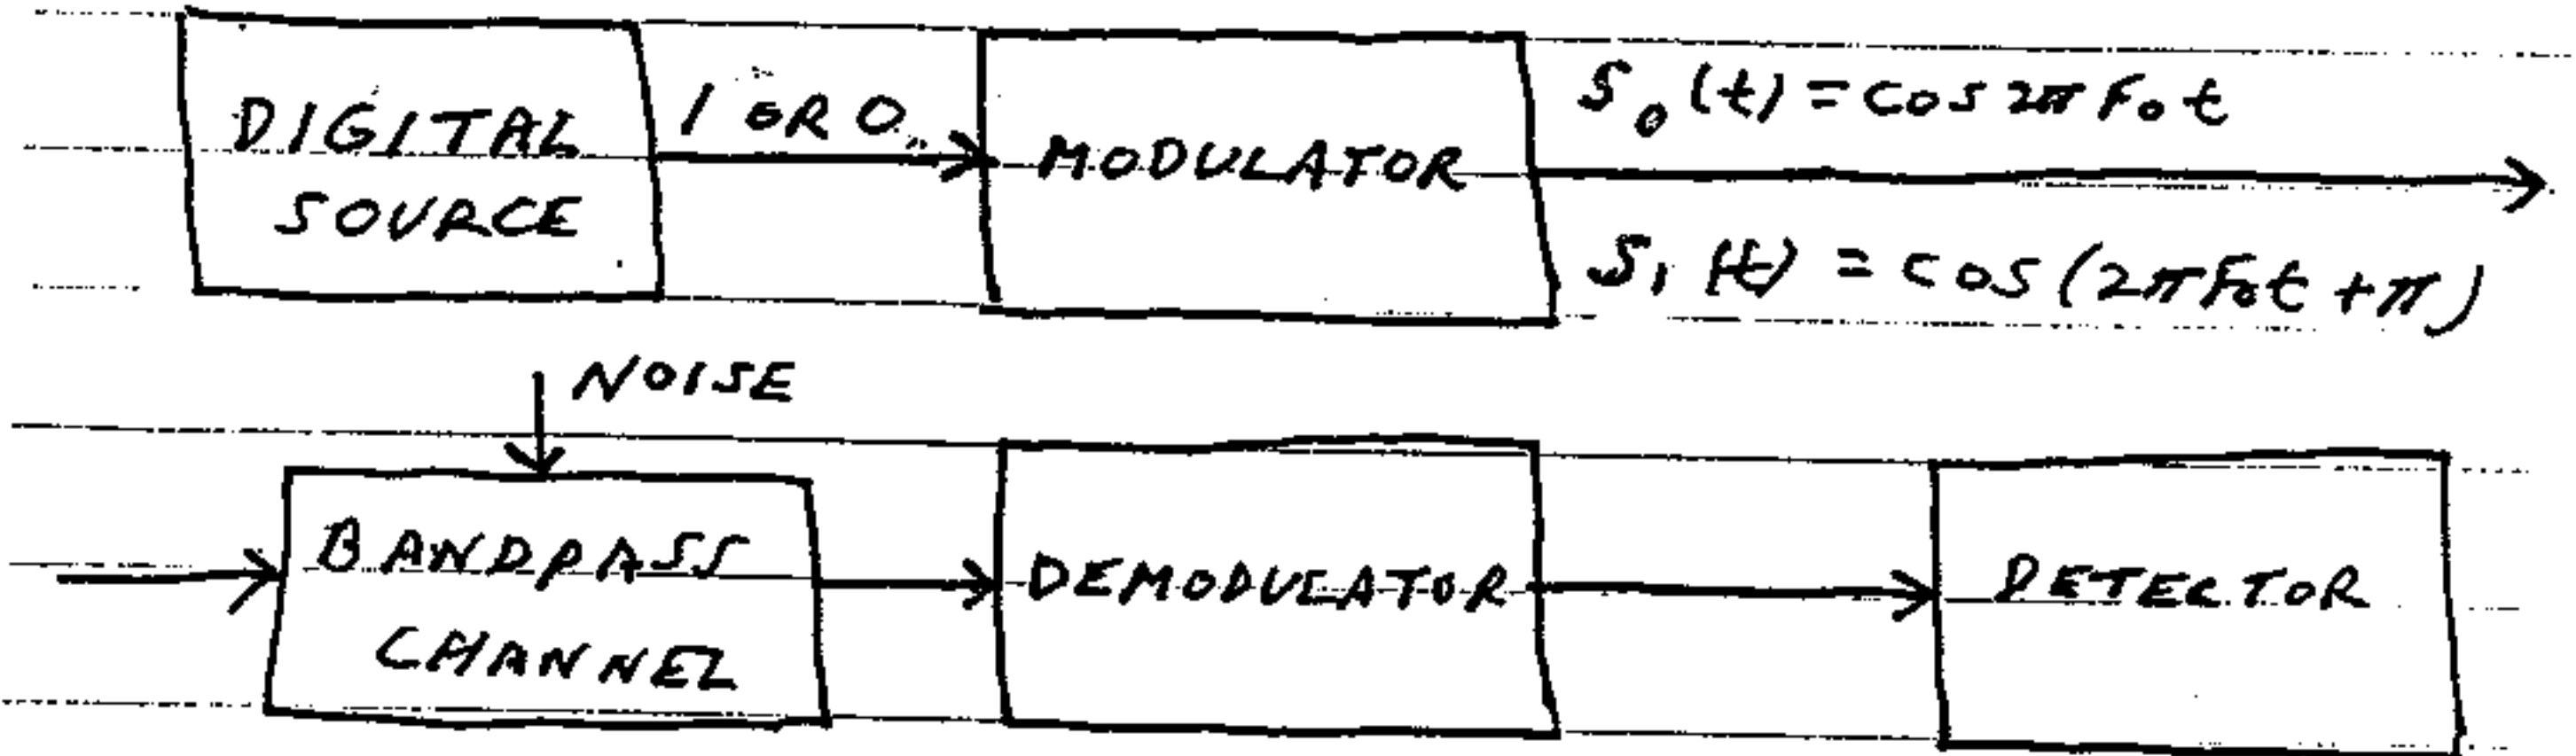 DIGITAL
SOURCE
1 OR 0
MODULATOR
S₀(t) = cos 2πF₀t
S₁(t) = cos(2πF₀t + π)
NOISE
BANDPASS
CHANNEL
DEMODULATOR
DETECTOR